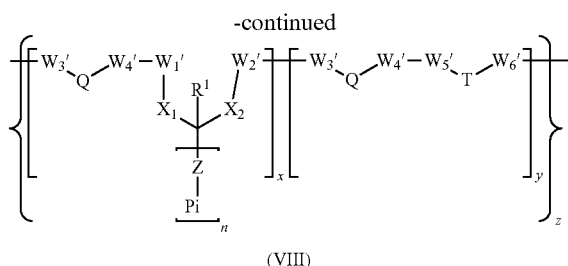 -continued
W₃′ Q W₄′ W₁′ X₁ R¹ X₂ W₂′ x W₃′ Q W₄′ W₅′ T W₆′ y z
Z
Pi
n
(VIII)